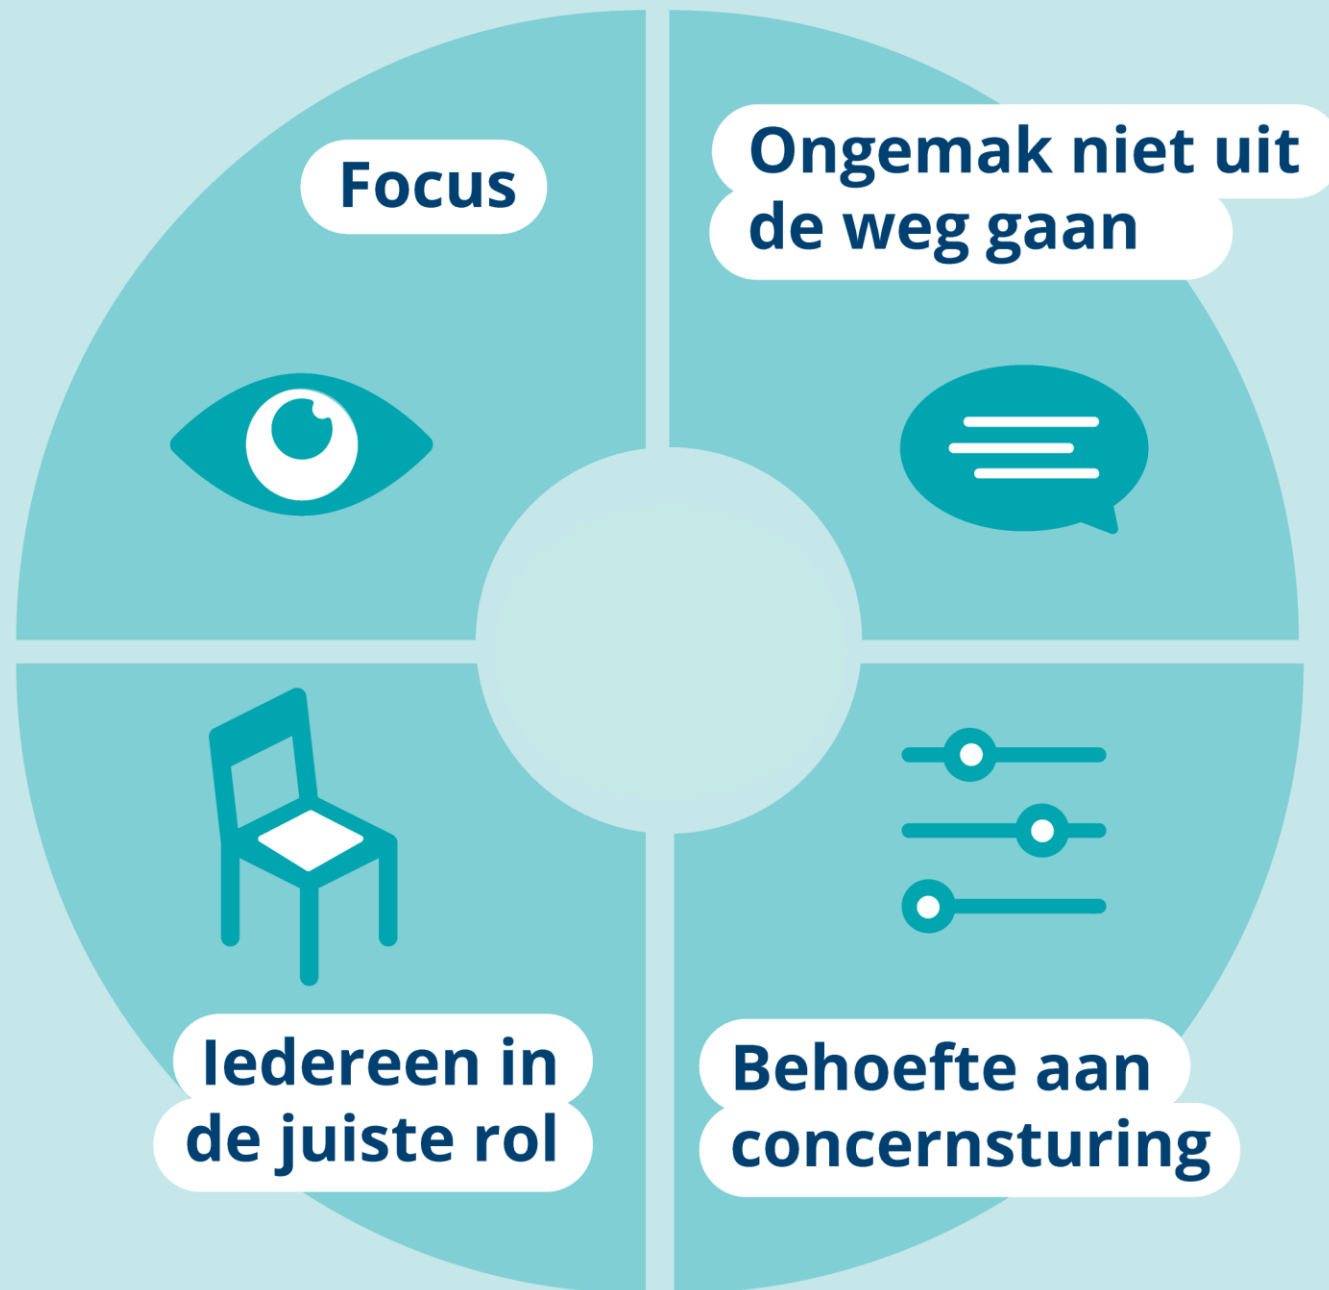 Focus
Ongemak niet uit
de weg gaan
Iedereen in
de juiste rol
Behoefte aan
concernsturing